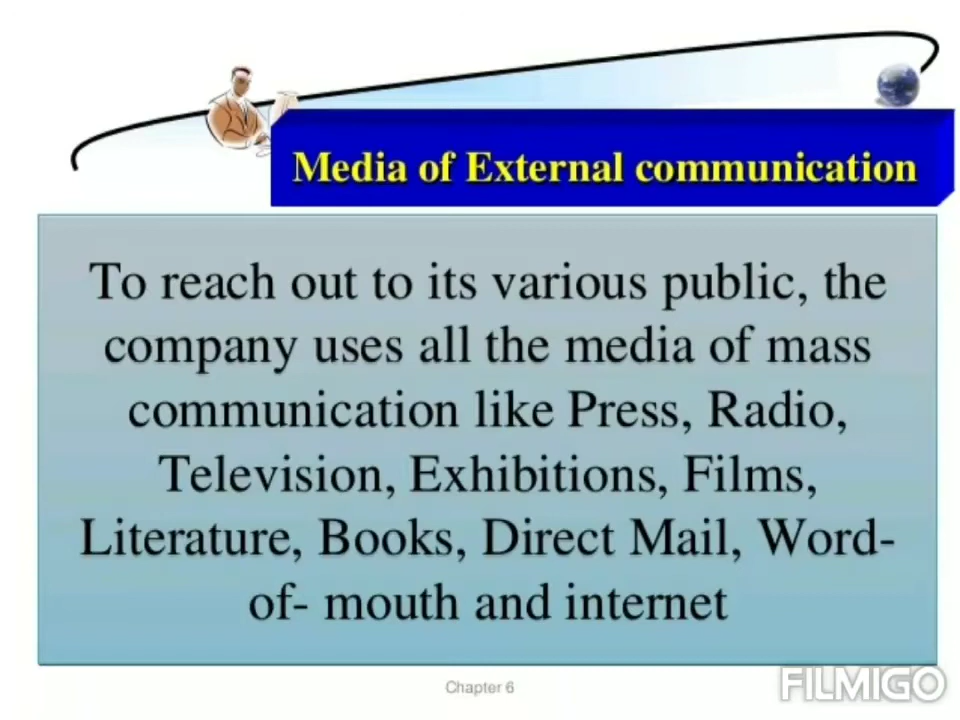 Media of External communication
To reach out to its various public, the
company uses all the media of mass
communication like Press, Radio,
Television, Exhibitions, Films,
Literature, Books, Direct Mail, Word-
of- mouth and internet
Chapter 6
FILMIGO